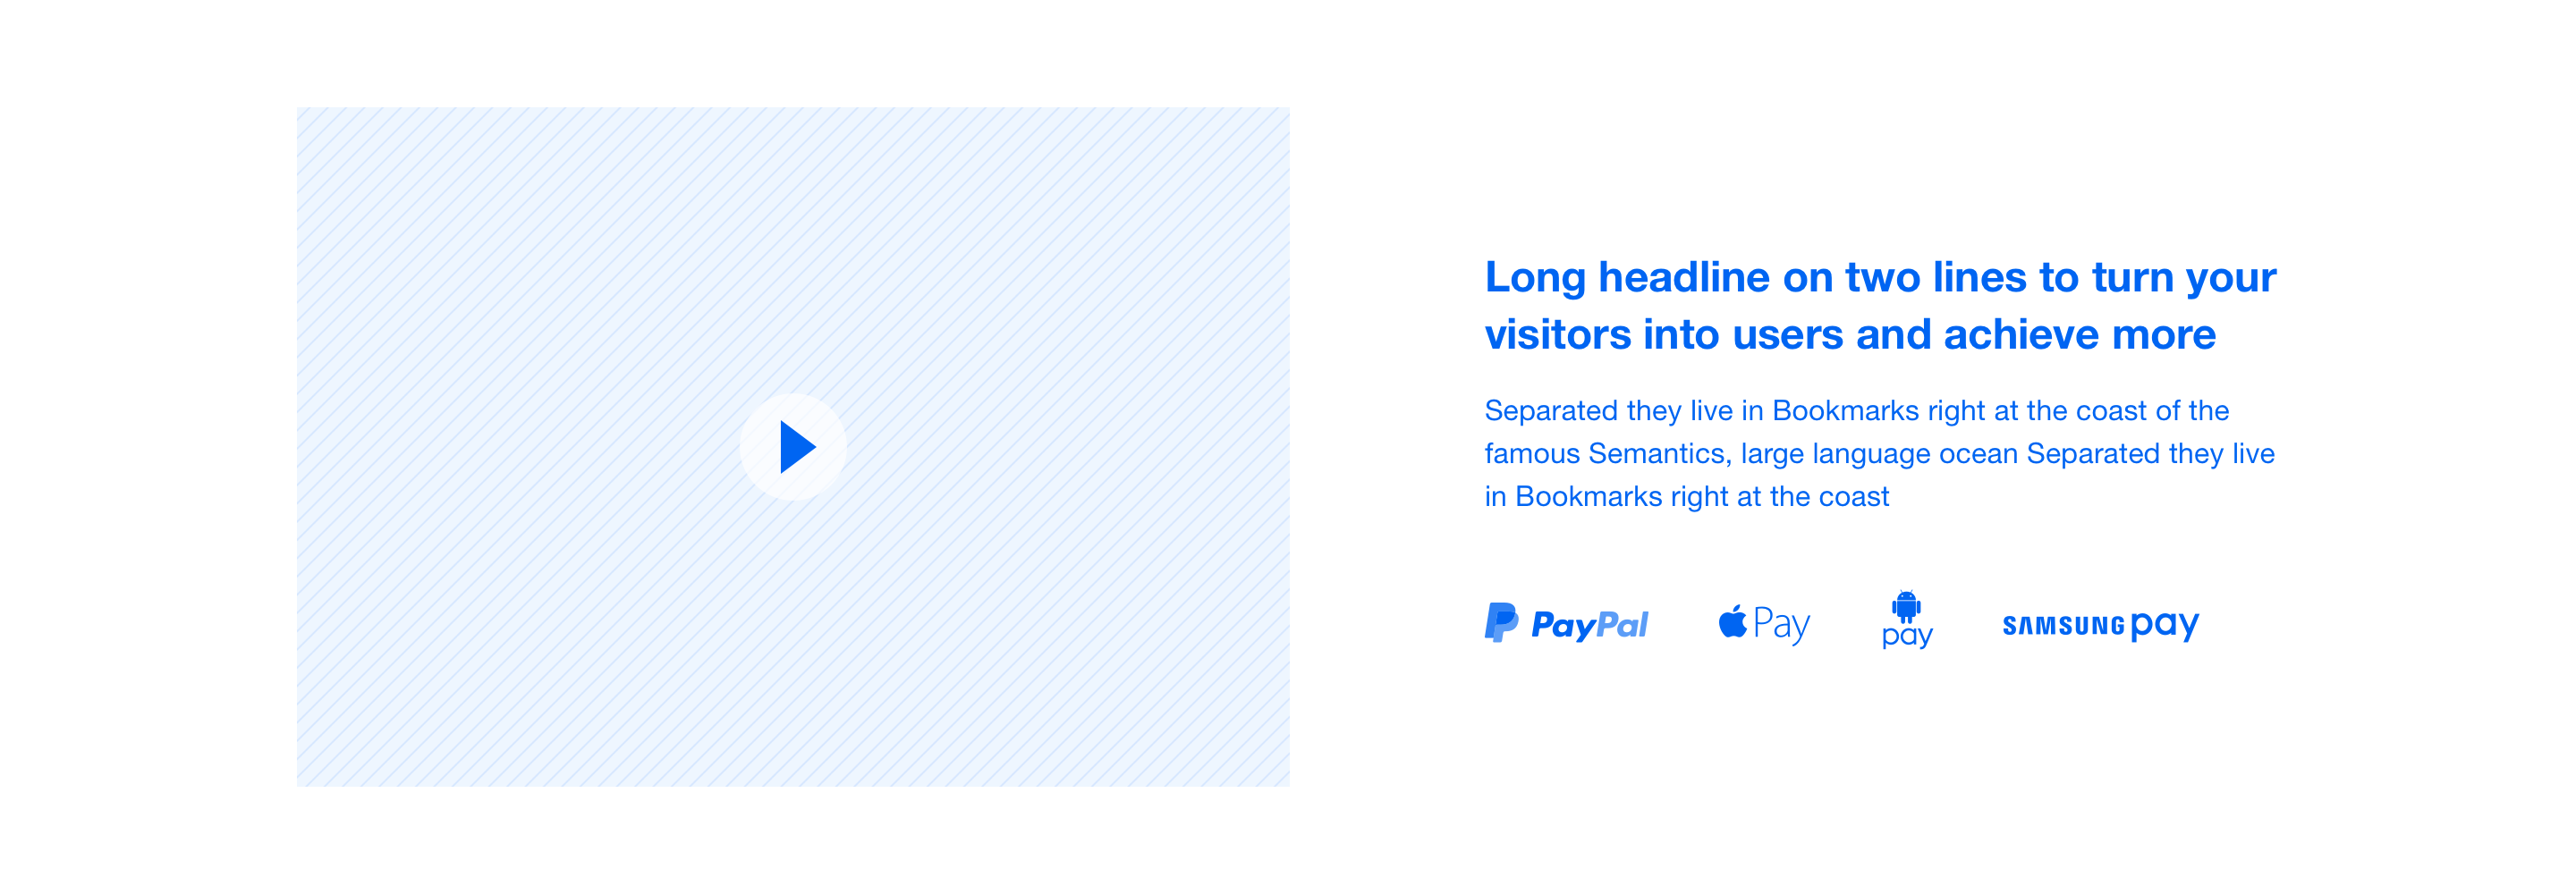 Long headline on two lines to turn your
visitors into users and achieve more
Separated they live in Bookmarks right at the coast of the
famous Semantics, large language ocean Separated they live
in Bookmarks right at the coast
PayPal
Pay
pay
SAMSUNG pay